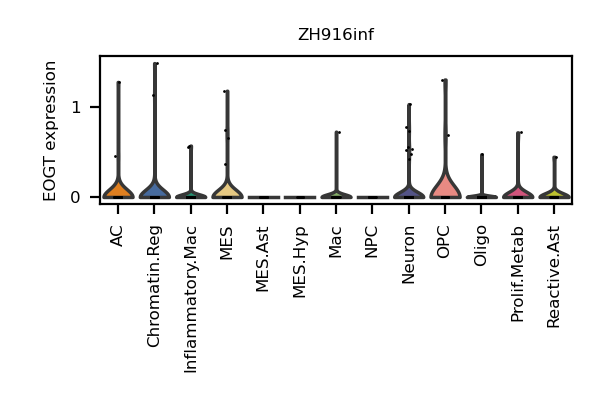 ZH916inf
EOGT expression
1
0
AC
Chromatin.Reg
Inflammatory.Mac
MES
MES.Ast
MES.Hyp
Mac
NPC
Neuron
OPC
Oligo
Prolif.Metab
Reactive.Ast